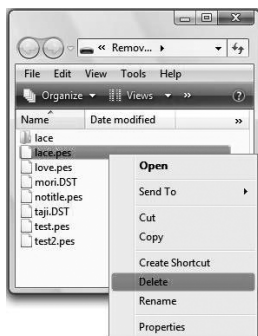 « Remov... ▸
File Edit View Tools Help
Organize Views »
Name Date modified »
lace
lace.pes
love.pes
mori.DST
notitle.pes
taji.DST
test.pes
test2.pes
Open
Send To
Cut
Copy
Create Shortcut
Delete
Rename
Properties